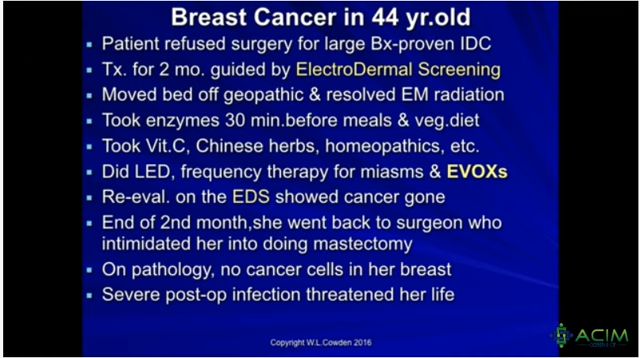 Breast Cancer in 44 yr.old
▪ Patient refused surgery for large Bx-proven IDC
▪ Tx. for 2 mo. guided by ElectroDermal Screening
▪ Moved bed off geopathic & resolved EM radiation
▪ Took enzymes 30 min.before meals & veg.diet
▪ Took Vit.C, Chinese herbs, homeopathics, etc.
▪ Did LED, frequency therapy for miasms & EVOXs
▪ Re-eval. on the EDS showed cancer gone
▪ End of 2nd month,she went back to surgeon who
intimidated her into doing mastectomy
▪ On pathology, no cancer cells in her breast
▪ Severe post-op infection threatened her life
ACIM
Copyright W.L.Cowden 2016